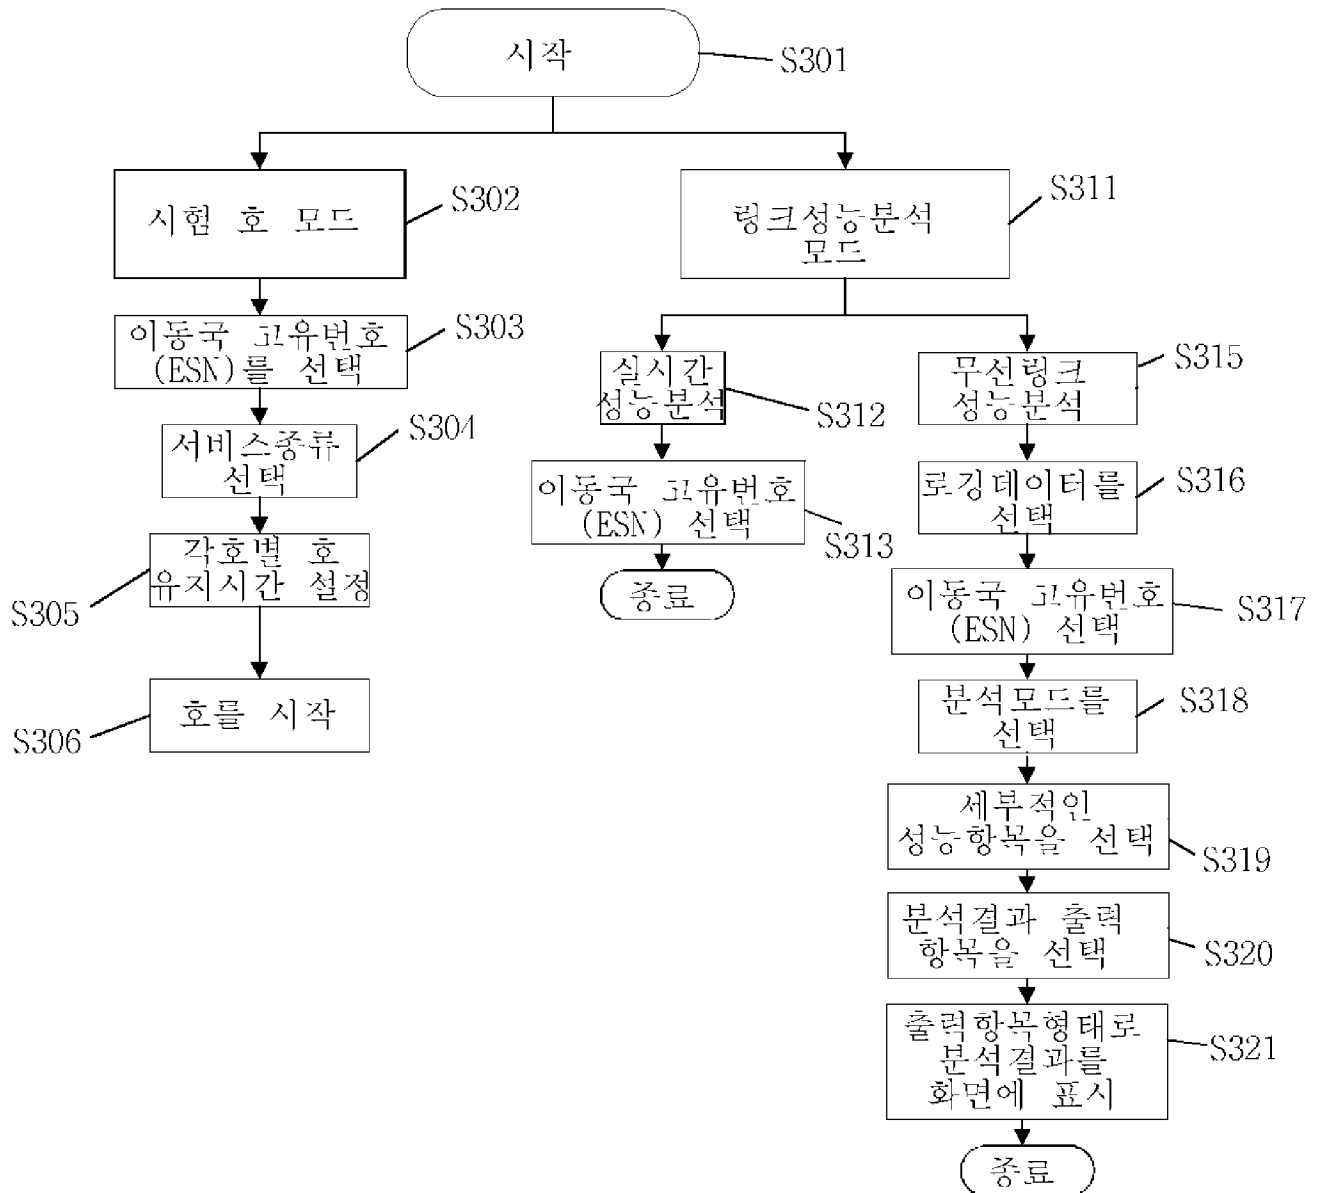 시작
S301
시험 호 모드
S302
이동국 고유번호
(ESN)를 선택
S303
서비스종류
선택
S304
각호별 호
유지시간 설정
S305
호를 시작
S306
링크성능분석
모드
S311
실시간
성능분석
S312
이동국 고유번호
(ESN) 선택
S313
종료
무선링크
성능분석
S315
로깅데이터를
선택
S316
이동국 고유번호
(ESN) 선택
S317
분석모드를
선택
S318
세부적인
성능항목을 선택
S319
분석결과 출력
항목을 선택
S320
출력항목형태로
분석결과를
화면에 표시
S321
종료